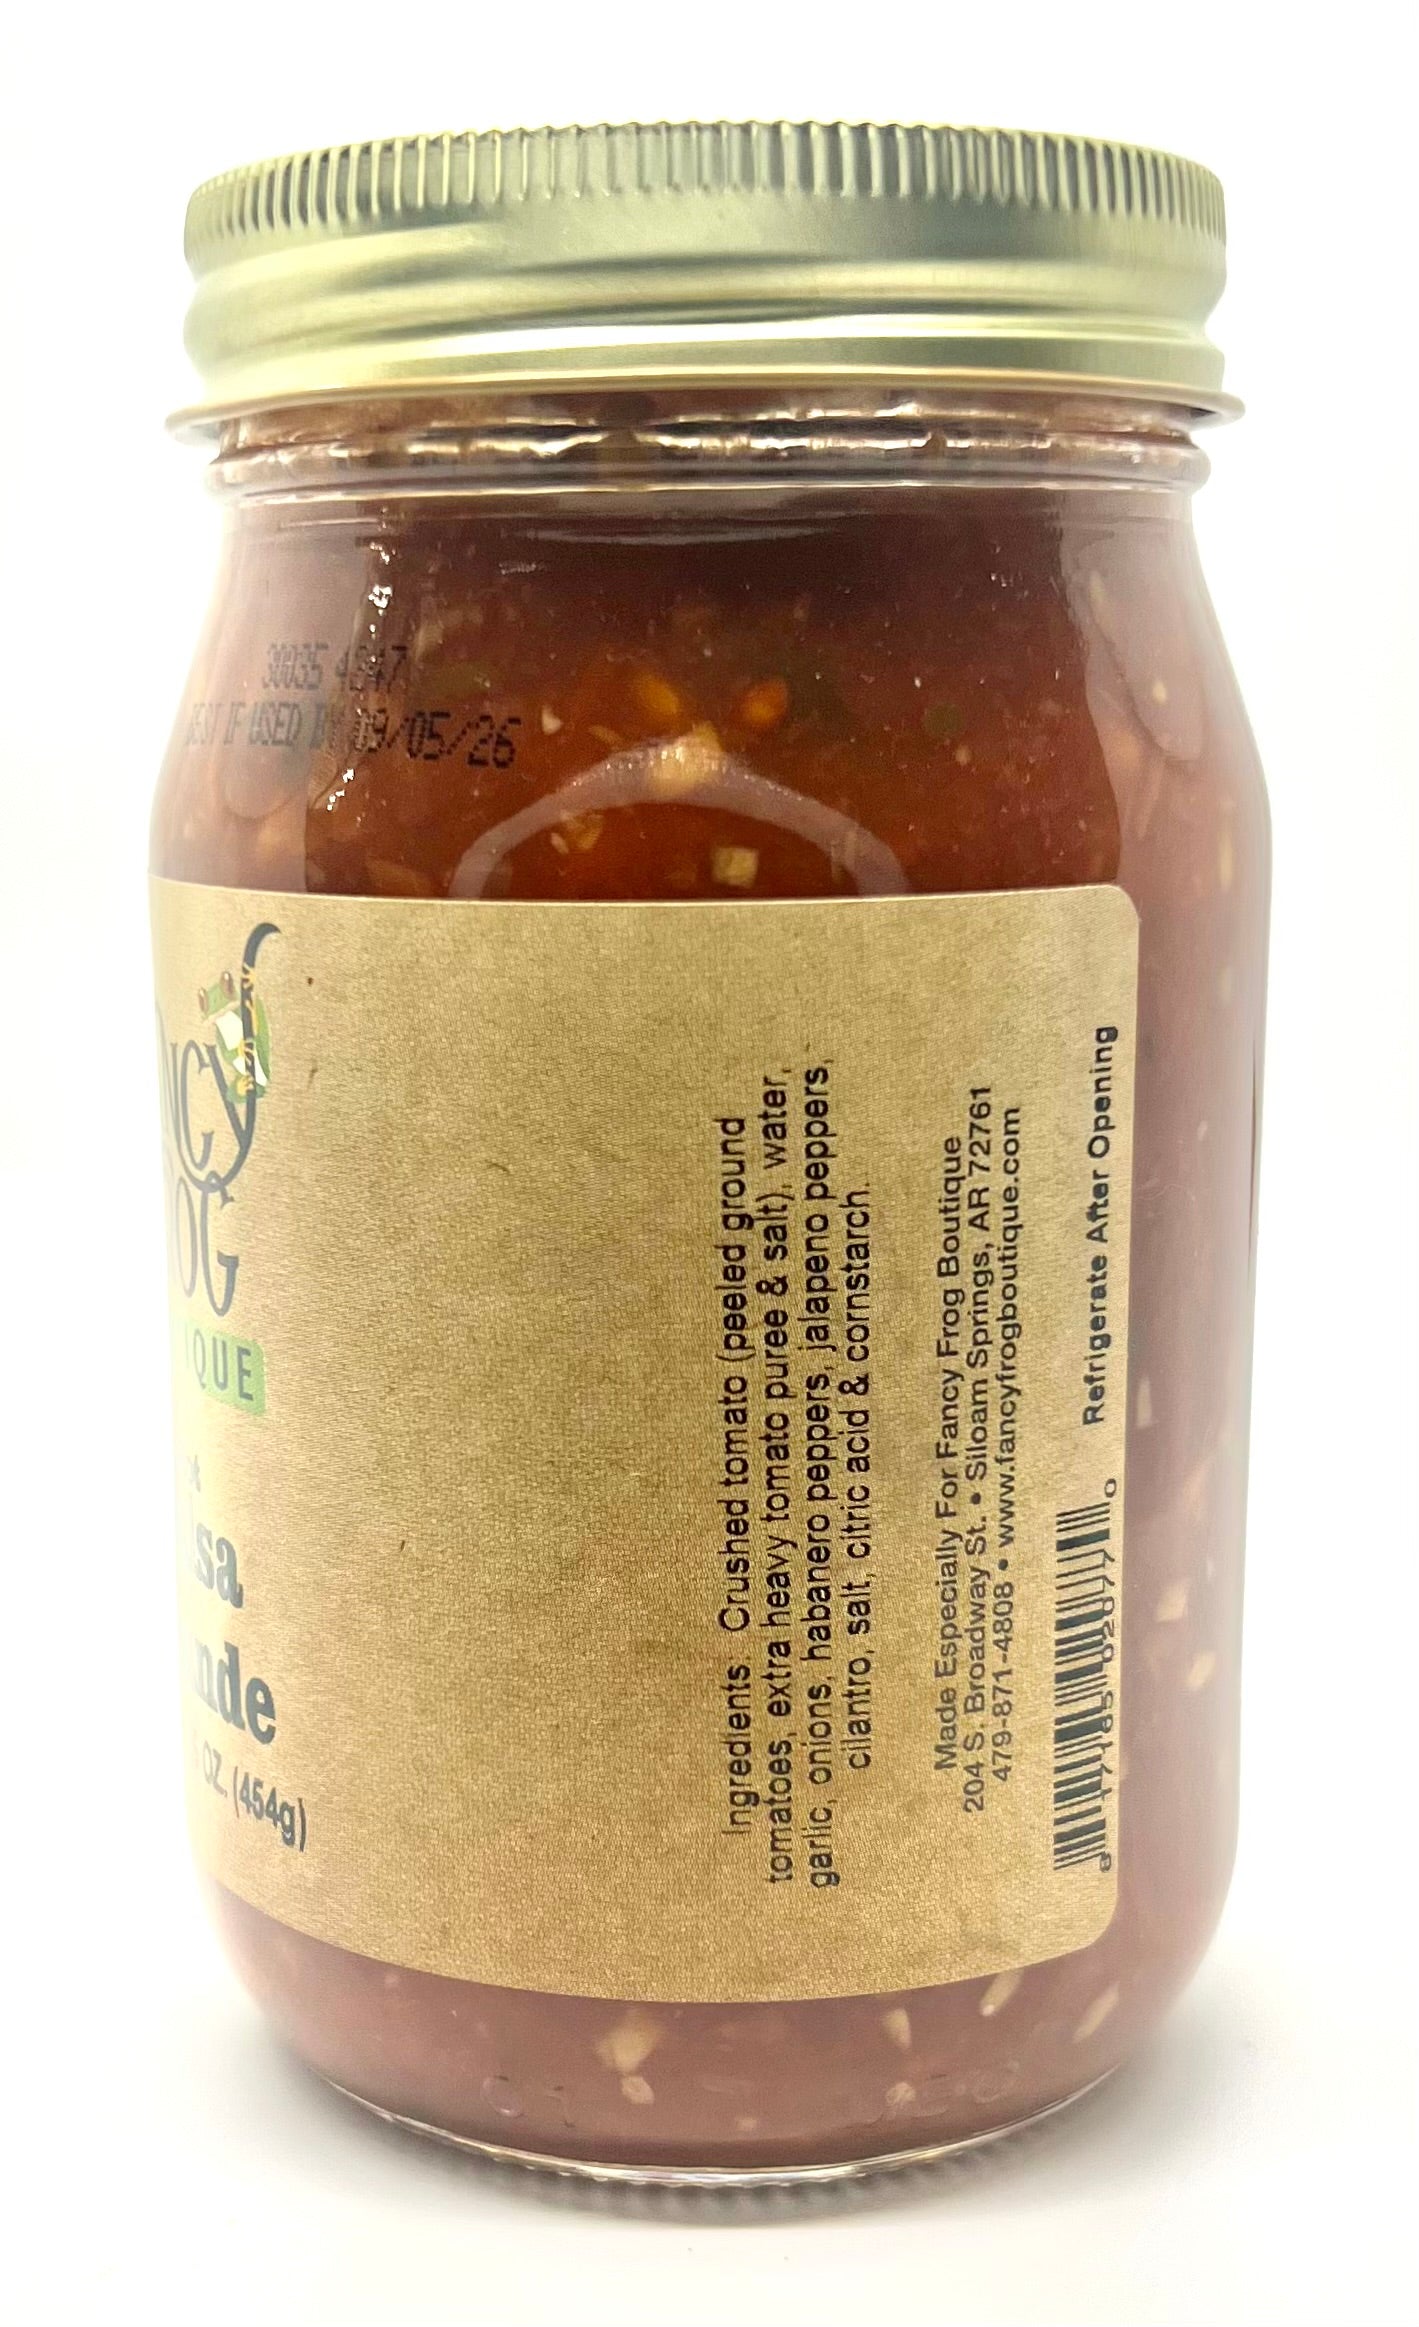 BEST IF USED BY 09/05/26
NCY
OG
QUE
lsa
nde
OZ. (454g)
Ingredients: Crushed tomato (peeled ground
tomatoes, extra heavy tomato puree & salt), water,
garlic, onions, habanero peppers, jalapeno peppers,
cilantro, salt, citric acid & cornstarch.
Made Especially For Fancy Frog Boutique
204 S. Broadway St. • Siloam Springs, AR 72761
479-871-4808 • www.fancyfrogboutique.com
Refrigerate After Opening